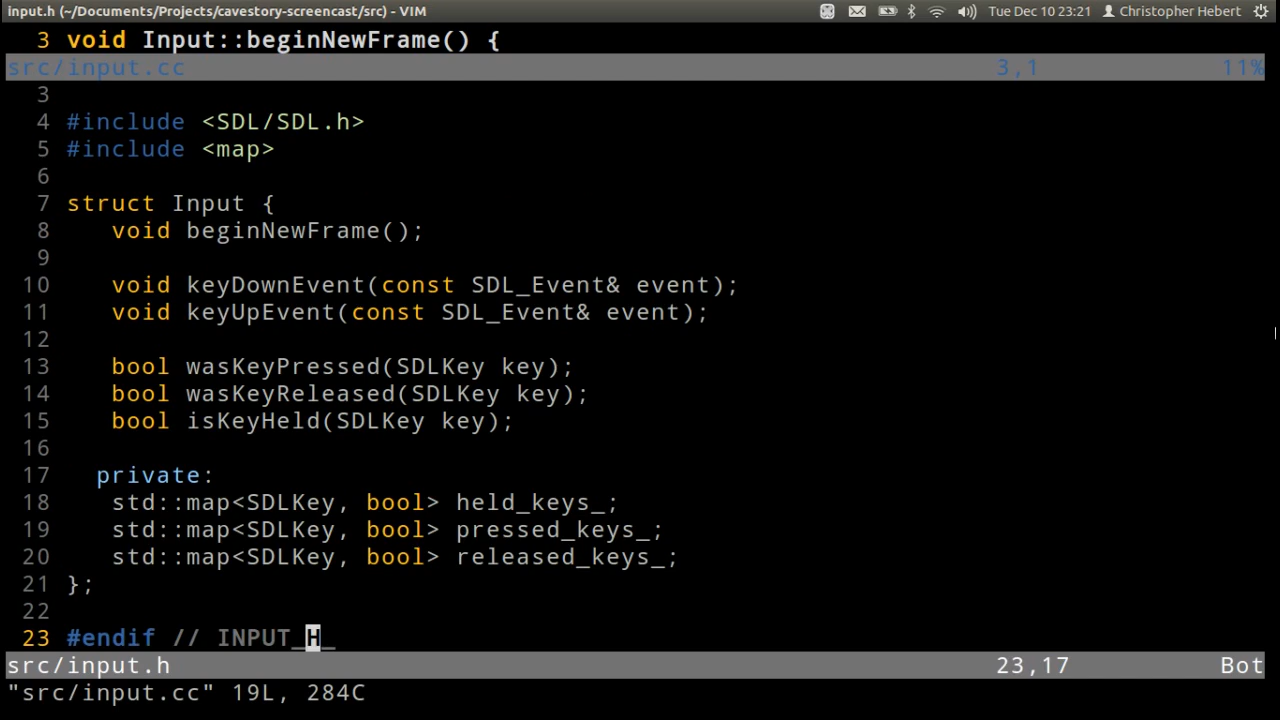 input.h (~/Documents/Projects/cavestory-screencast/src) - VIM Tue Dec 10 23:21 Christopher Hebert
3 void Input::beginNewFrame() {
src/input.cc 3,1 11%
3
4 #include <SDL/SDL.h>
5 #include <map>
6
7 struct Input {
8 void beginNewFrame();
9
10 void keyDownEvent(const SDL_Event& event);
11 void keyUpEvent(const SDL_Event& event);
12
13 bool wasKeyPressed(SDLKey key);
14 bool wasKeyReleased(SDLKey key);
15 bool isKeyHeld(SDLKey key);
16
17 private:
18 std::map<SDLKey, bool> held_keys_;
19 std::map<SDLKey, bool> pressed_keys_;
20 std::map<SDLKey, bool> released_keys_;
21 };
22
23 #endif // INPUT_H_
src/input.h 23,17 Bot
"src/input.cc" 19L, 284C